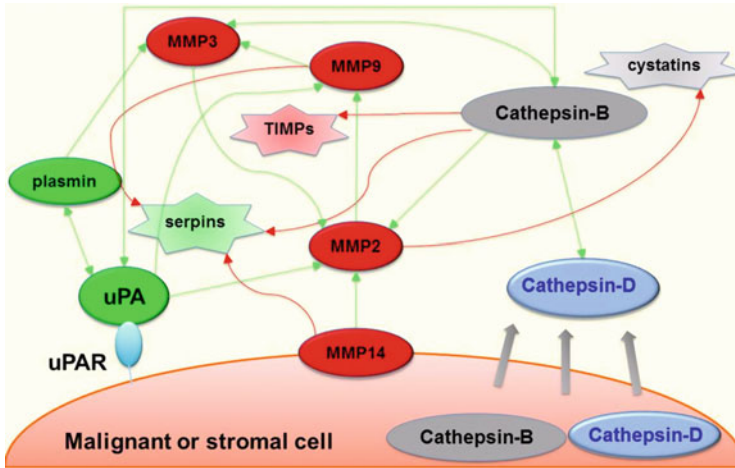 MMP3
MMP9
cystatins
Cathepsin-B
TIMPs
plasmin
serpins
MMP2
uPA
Cathepsin-D
uPAR
MMP14
Malignant or stromal cell
Cathepsin-B
Cathepsin-D